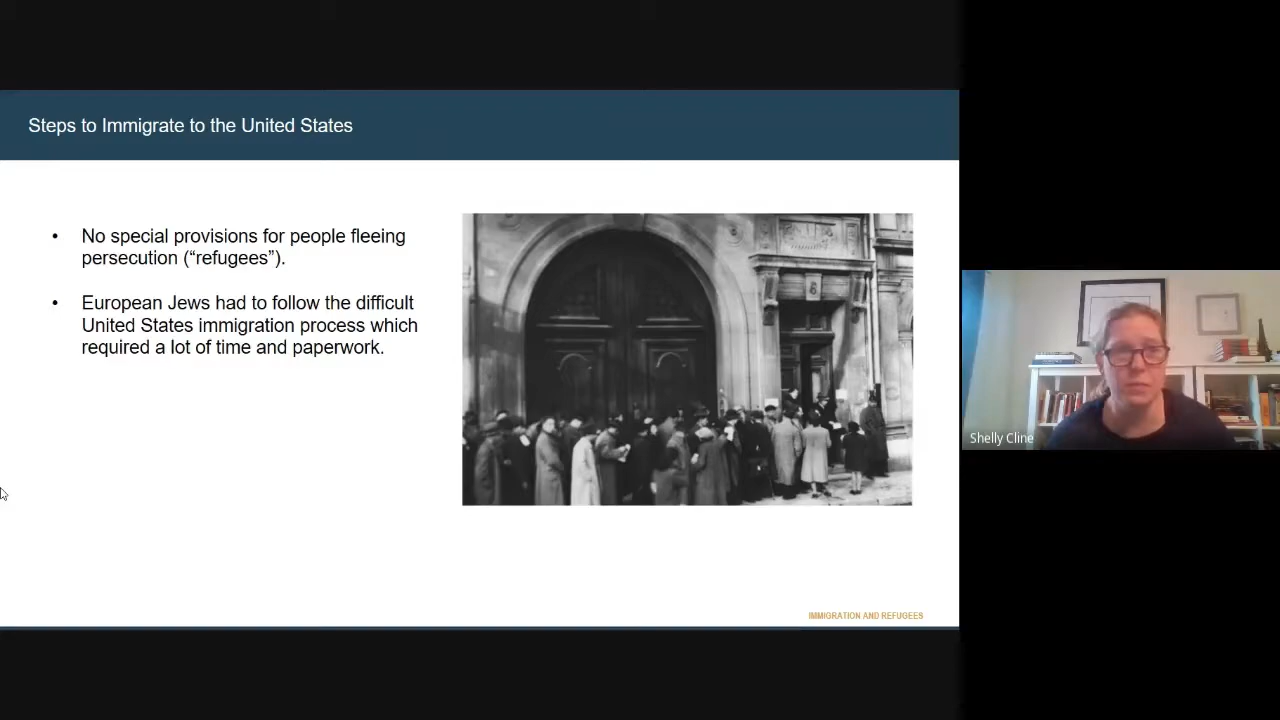 Steps to Immigrate to the United States
• No special provisions for people fleeing
persecution (“refugees”).
• European Jews had to follow the difficult
United States immigration process which
required a lot of time and paperwork.
IMMIGRATION AND REFUGEES
Shelly Cline